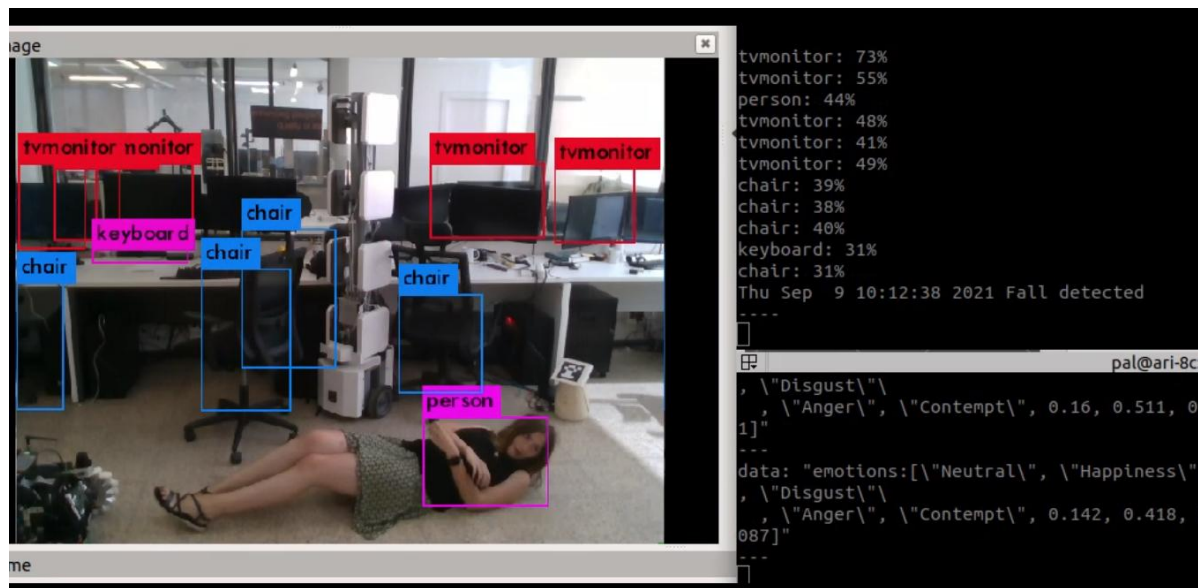 mage
tvmonitor monitor
tvmonitor
tvmonitor
keyboard
chair
chair
chair
chair
person
me
tvmonitor: 73%
tvmonitor: 55%
person: 44%
tvmonitor: 48%
tvmonitor: 41%
tvmonitor: 49%
chair: 39%
chair: 38%
chair: 40%
keyboard: 31%
chair: 31%
Thu Sep  9 10:12:38 2021 Fall detected
----
pal@ari-8c
, \"Disgust\"\
  , \"Anger\", \"Contempt\", 0.16, 0.511, 0
1]"
---
data: "emotions:[\"Neutral\", \"Happiness\"
, \"Disgust\"\
  , \"Anger\", \"Contempt\", 0.142, 0.418,
087]"
---